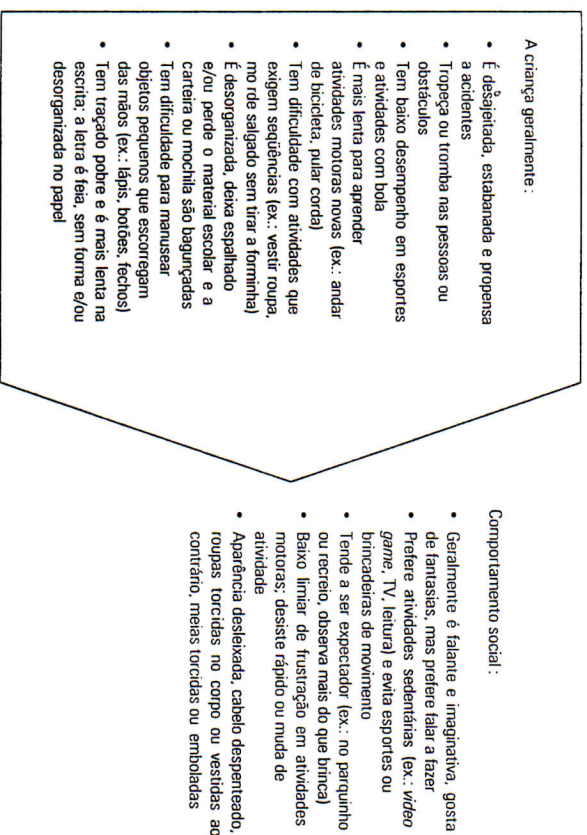 A criança geralmente :
• É desajeitada, estabanada e propensa
a acidentes
• Tropeça ou tromba nas pessoas ou
obstáculos
• Tem baixo desempenho em esportes
e atividades com bola
• É mais lenta para aprender
atividades motoras novas (ex.: andar
de bicicleta, pular corda)
• Tem dificuldade com atividades que
exigem seqüências (ex.: vestir roupa,
mo rde salgado sem tirar a forminha)
• É desorganizada, deixa espalhado
e/ou perde o material escolar e a
carteira ou mochila são bagunçadas
• Tem dificuldade para manusear
objetos pequenos que escorregam
das mãos (ex.: lápis, botões, fechos)
• Tem traçado pobre e é mais lenta na
escrita; a letra é feia, sem forma e/ou
desorganizada no papel
Comportamento social :
• Geralmente é falante e imaginativa, gosta
de fantasias, mas prefere falar a fazer
• Prefere atividades sedentárias (ex.: video
game, TV, leitura) e evita esportes ou
brincadeiras de movimento
• Tende a ser expectador (ex.: no parquinho
ou recreio, observa mais do que brinca)
• Baixo limiar de frustração em atividades
motoras; desiste rápido ou muda de
atividade
• Aparência desleixada, cabelo despenteado,
roupas torcidas no corpo ou vestidas ao
contrário, meias torcidas ou emboladas